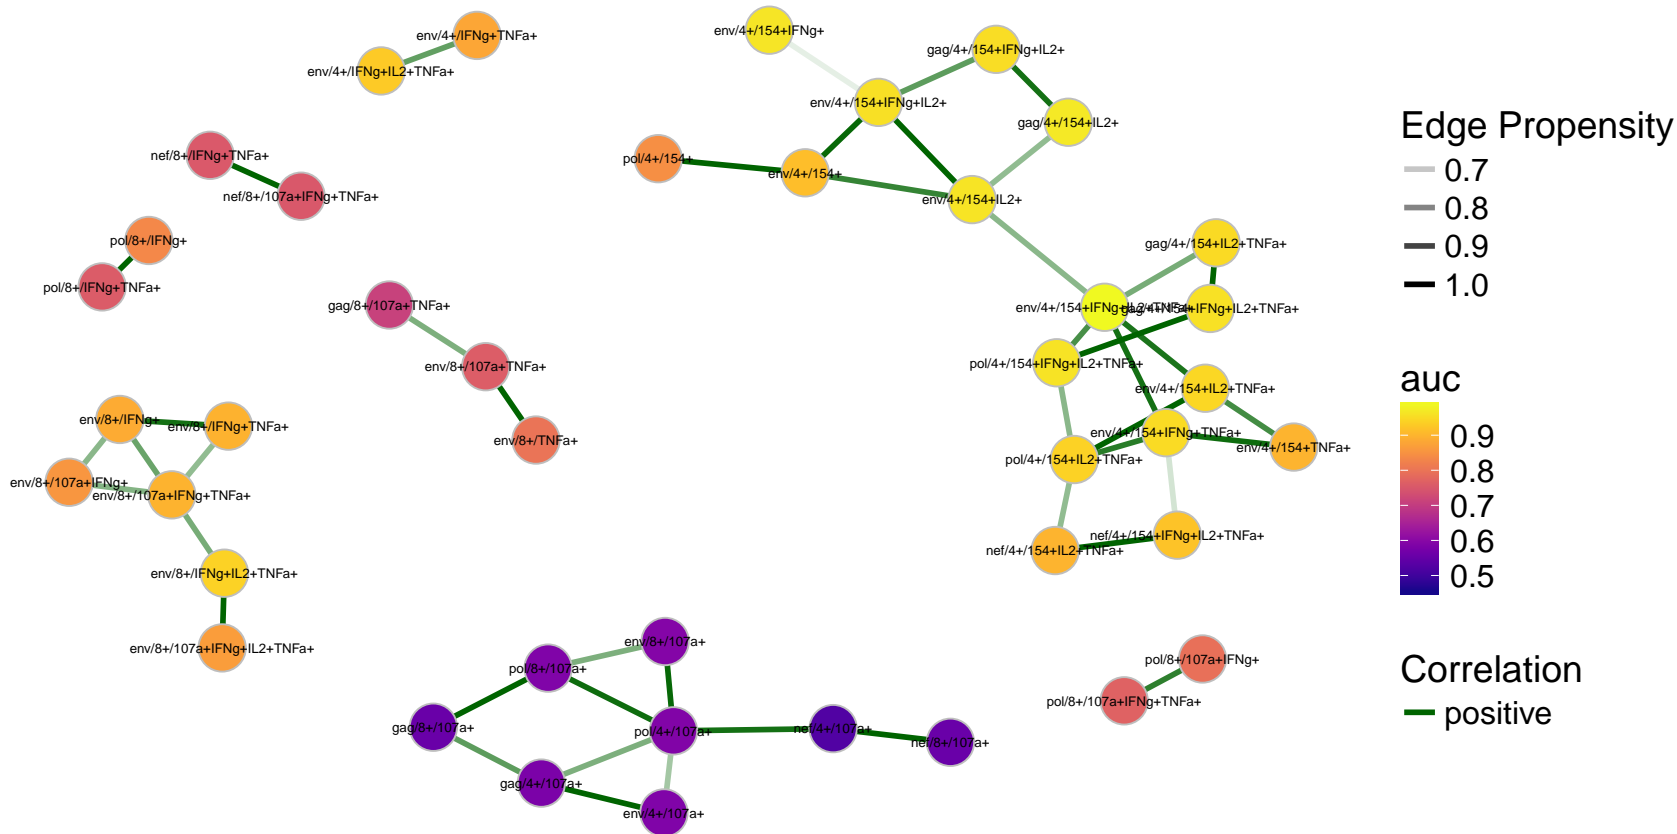 env/4+/154+IFNg+
env/4+/IFNg+TNFa+
gag/4+/154+IFNg+IL2+
env/4+/IFNg+IL2+TNFa+
env/4+/154+IFNg+IL2+
gag/4+/154+IL2+
nef/8+/IFNg+TNFa+
pol/4+/154+
env/4+/154+
nef/8+/107a+IFNg+TNFa+
env/4+/154+IL2+
pol/8+/IFNg+
gag/4+/154+IL2+TNFa+
pol/8+/IFNg+TNFa+
gag/8+/107a+TNFa+
env/4+/154+IFNg+IL2+TNFa+
gag/4+/154+IFNg+IL2+TNFa+
env/8+/107a+TNFa+
pol/4+/154+IFNg+IL2+TNFa+
env/4+/154+IL2+TNFa+
env/8+/IFNg+
env/8+/IFNg+TNFa+
env/8+/TNFa+
env/4+/154+IFNg+TNFa+
env/4+/154+TNFa+
pol/4+/154+IL2+TNFa+
env/8+/107a+IFNg+
env/8+/107a+IFNg+TNFa+
nef/4+/154+IFNg+IL2+TNFa+
nef/4+/154+IL2+TNFa+
env/8+/IFNg+IL2+TNFa+
env/8+/107a+IFNg+IL2+TNFa+
env/8+/107a+
pol/8+/107a+
pol/8+/107a+IFNg+
pol/8+/107a+IFNg+TNFa+
gag/8+/107a+
pol/4+/107a+
nef/4+/107a+
nef/8+/107a+
gag/4+/107a+
env/4+/107a+
Edge Propensity
0.7
0.8
0.9
1.0
auc
0.9
0.8
0.7
0.6
0.5
Correlation
positive